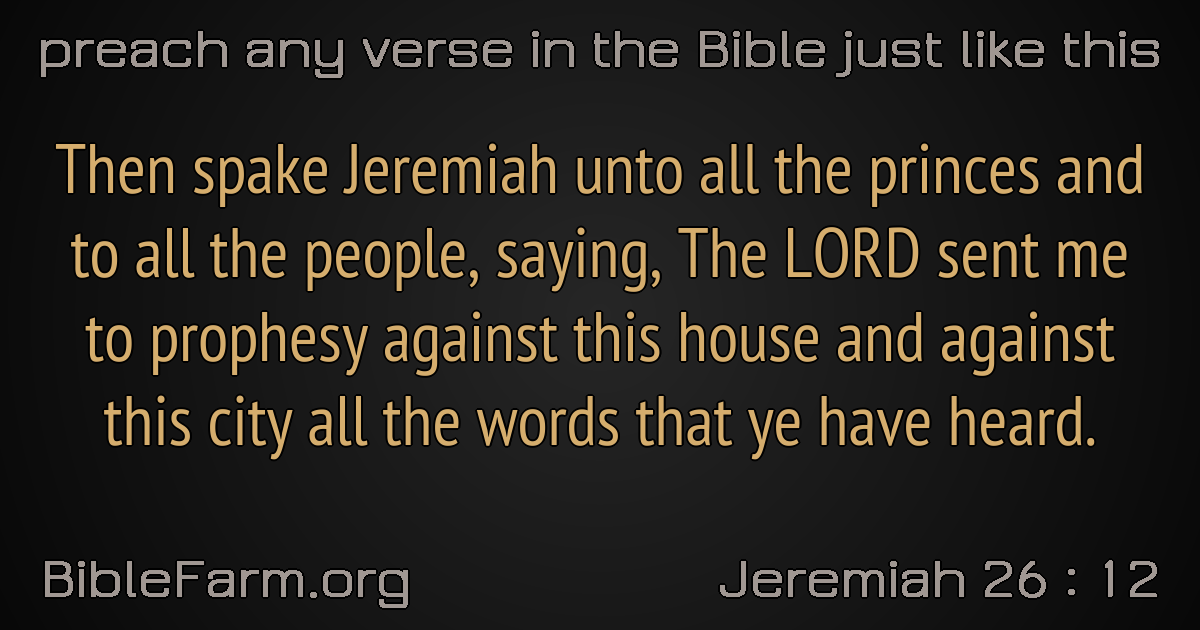 preach any verse in the Bible just like this
Then spake Jeremiah unto all the princes and
to all the people, saying, The LORD sent me
to prophesy against this house and against
this city all the words that ye have heard.
BibleFarm.org
Jeremiah 26 : 12